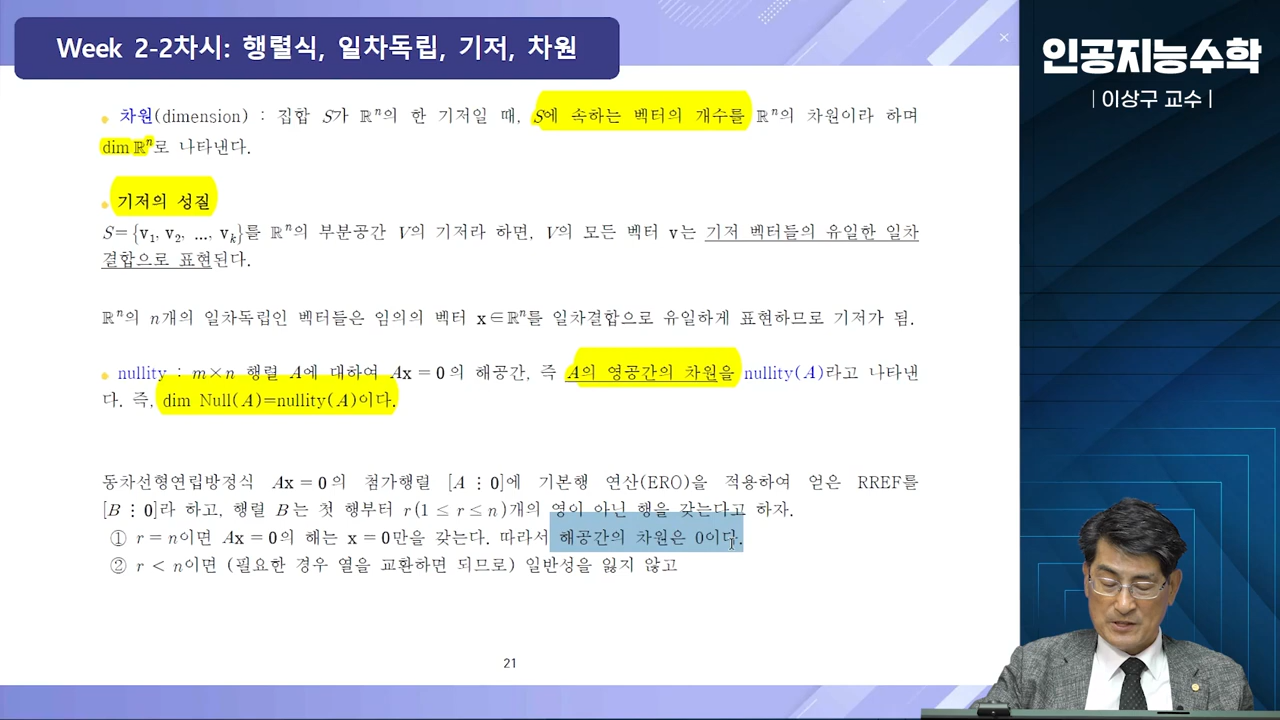 Week 2-2차시: 행렬식, 일차독립, 기저, 차원
인공지능수학
| 이상구 교수 |
• 차원(dimension) : 집합 S가 ℝⁿ의 한 기저일 때, S에 속하는 벡터의 개수를 ℝⁿ의 차원이라 하며
dim ℝⁿ로 나타낸다.
• 기저의 성질
S={v₁, v₂, ..., vₖ}를 ℝⁿ의 부분공간 V의 기저라 하면, V의 모든 벡터 v는 기저 벡터들의 유일한 일차
결합으로 표현된다.
ℝⁿ의 n개의 일차독립인 벡터들은 임의의 벡터 x∈ℝⁿ를 일차결합으로 유일하게 표현하므로 기저가 됨.
• nullity : m×n 행렬 A에 대하여 Ax=0의 해공간, 즉 A의 영공간의 차원을 nullity(A)라고 나타낸
다. 즉, dim Null(A)=nullity(A)이다.
동차선형연립방정식 Ax=0의 첨가행렬 [A ⋮ 0]에 기본행 연산(ERO)을 적용하여 얻은 RREF를
[B ⋮ 0]라 하고, 행렬 B는 첫 행부터 r(1≤r≤n)개의 영이 아닌 행을 갖는다고 하자.
① r=n이면 Ax=0의 해는 x=0만을 갖는다. 따라서 해공간의 차원은 0이다.
② r<n이면 (필요한 경우 열을 교환하면 되므로) 일반성을 잃지 않고
21